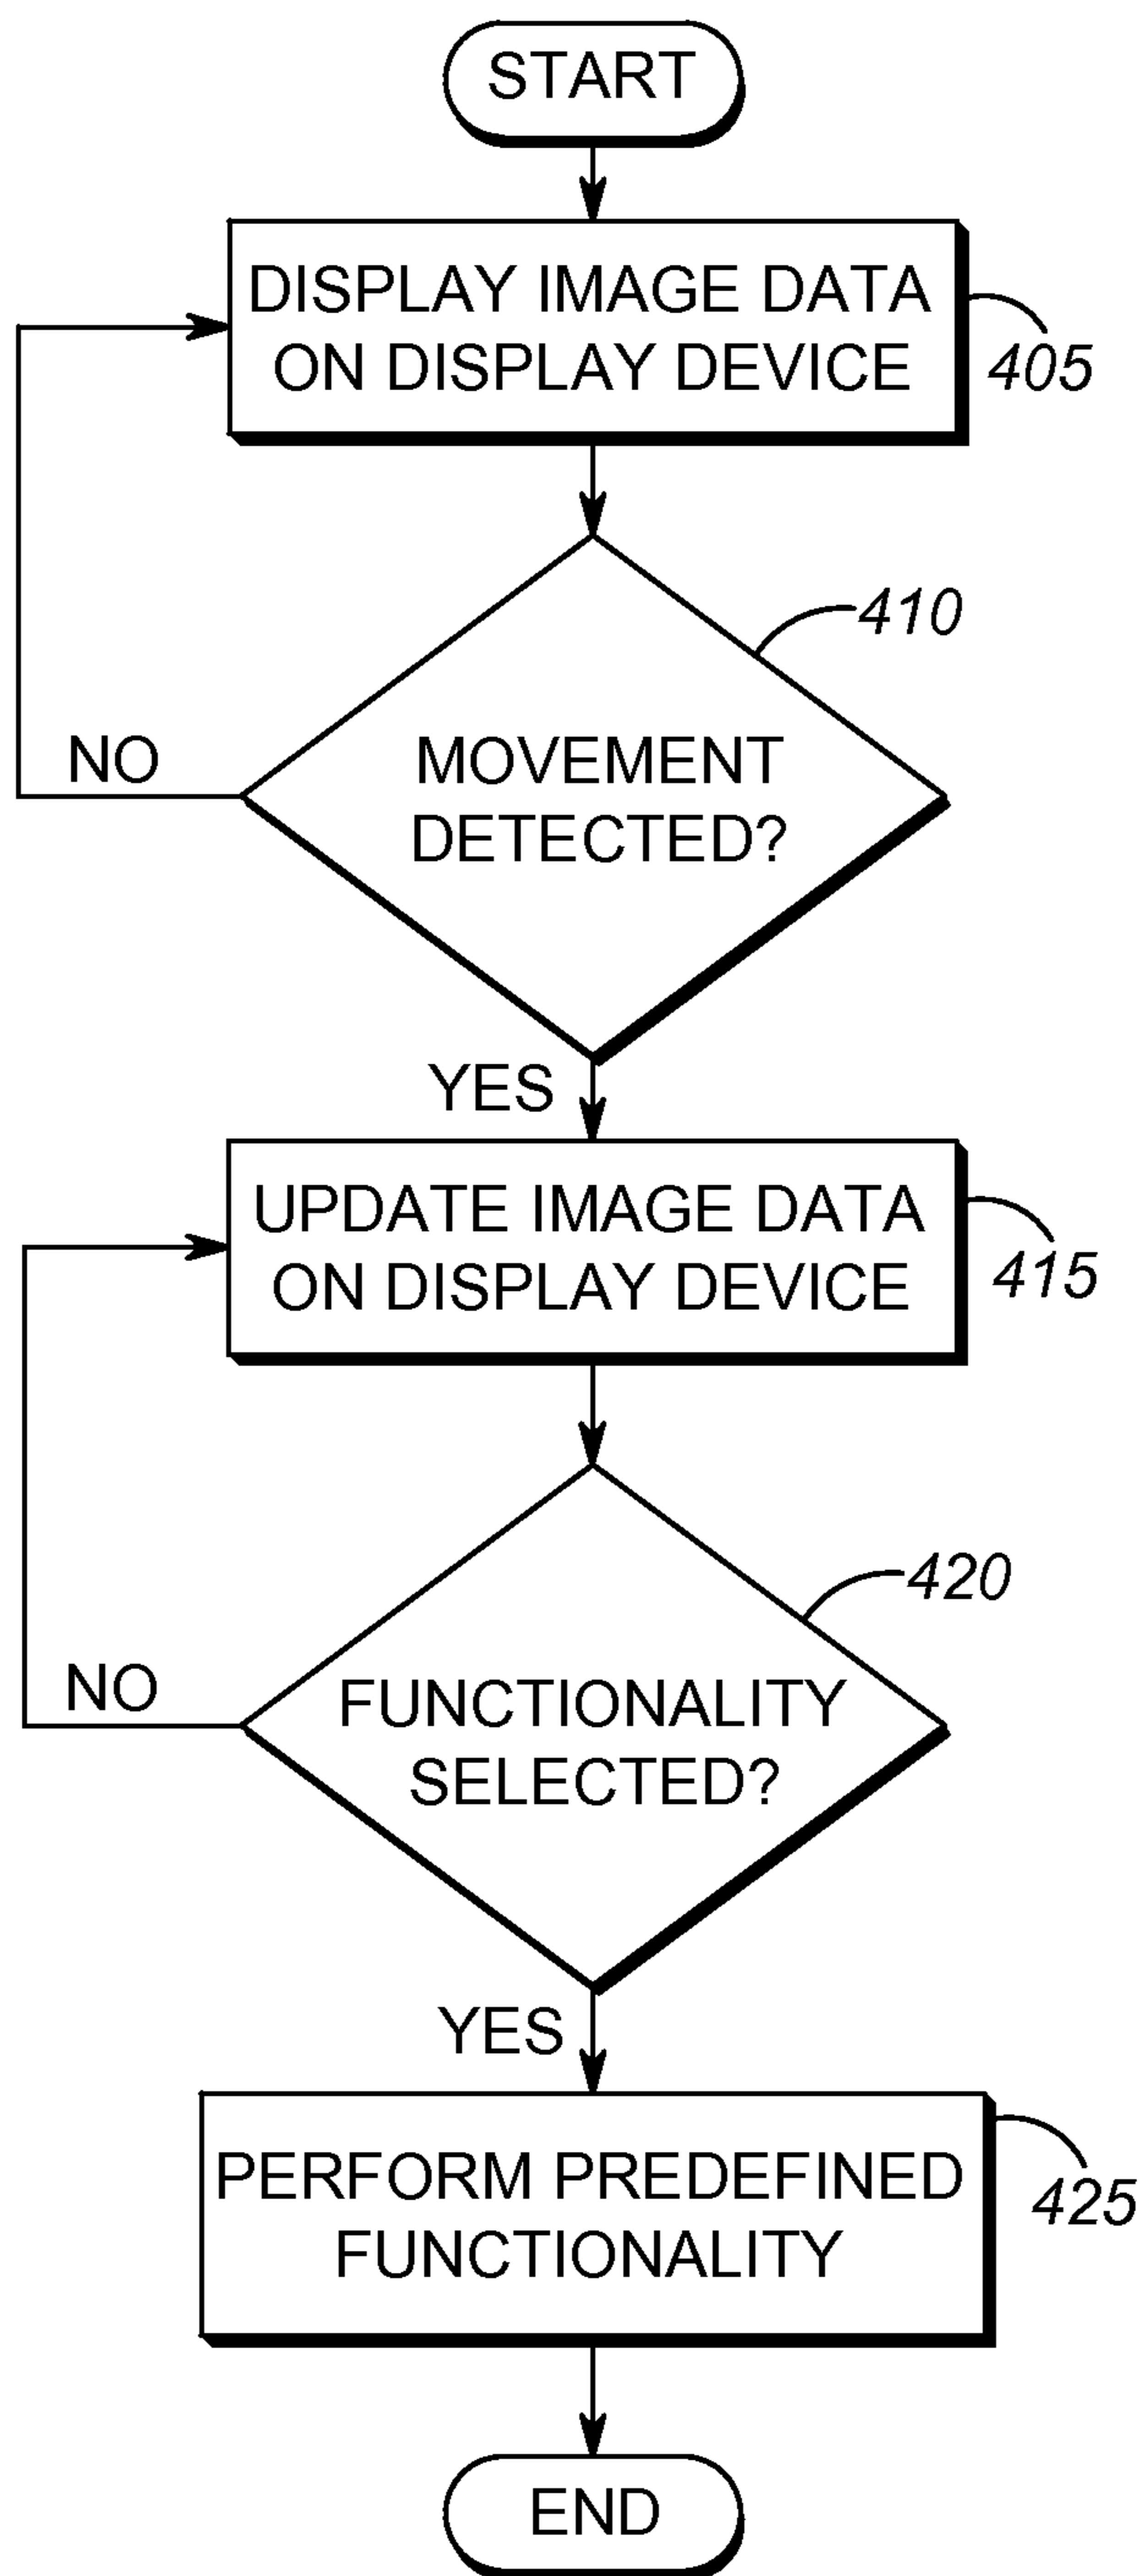 START
DISPLAY IMAGE DATA
ON DISPLAY DEVICE
405
410
MOVEMENT
DETECTED?
NO
YES
UPDATE IMAGE DATA
ON DISPLAY DEVICE
415
420
FUNCTIONALITY
SELECTED?
NO
YES
PERFORM PREDEFINED
FUNCTIONALITY
425
END